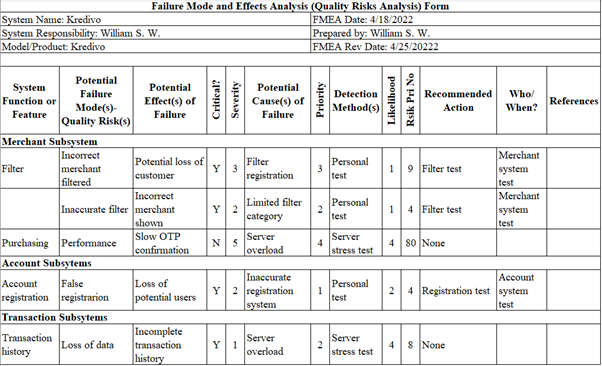 Failure Mode and Effects Analysis (Quality Risks Analysis) Form
System Name: Kredivo FMEA Date: 4/18/2022
System Responsibility: William S. W. Prepared by: William S. W.
Model/Product: Kredivo FMEA Rev Date: 4/25/20222
System Function or Feature Potential Failure Mode(s)- Quality Risk(s) Potential Effect(s) of Failure Critical? Severity Potential Cause(s) of Failure Priority Detection Method(s) Likelihood Rsik Pri No Recommended Action Who/ When? References
Merchant Subsystem
Filter Incorrect merchant filtered Potential loss of customer Y 3 Filter registration 3 Personal test 1 9 Filter test Merchant system test
Inaccurate filter Incorrect merchant shown Y 2 Limited filter category 2 Personal test 1 4 Filter test Merchant system test
Purchasing Performance Slow OTP confirmation N 5 Server overload 4 Server stress test 4 80 None
Account Subsytems
Account registration False registrarion Loss of potential users Y 2 Inaccurate registration system 1 Personal test 2 4 Registration test Account system test
Transaction Subsytems
Transaction history Loss of data Incomplete transaction history Y 1 Server overload 2 Server stress test 4 8 None